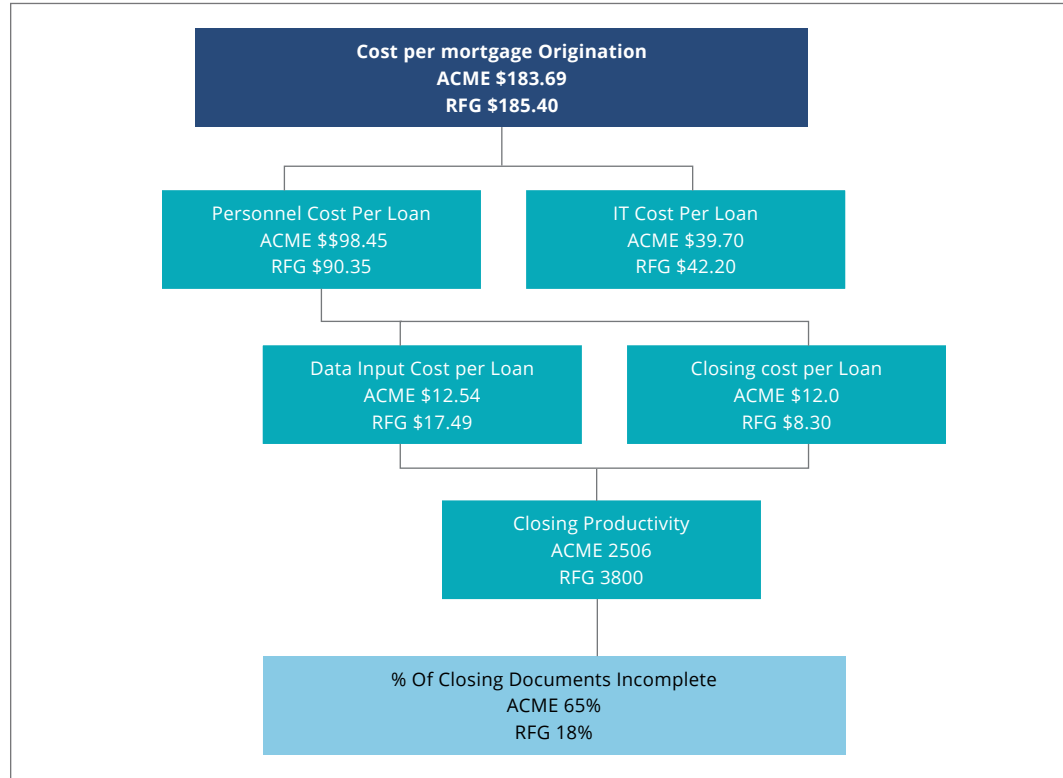 Cost per mortgage Origination
ACME $183.69
RFG $185.40
Personnel Cost Per Loan
ACME $$98.45
RFG $90.35
IT Cost Per Loan
ACME $39.70
RFG $42.20
Data Input Cost per Loan
ACME $12.54
RFG $17.49
Closing cost per Loan
ACME $12.0
RFG $8.30
Closing Productivity
ACME 2506
RFG 3800
% Of Closing Documents Incomplete
ACME 65%
RFG 18%